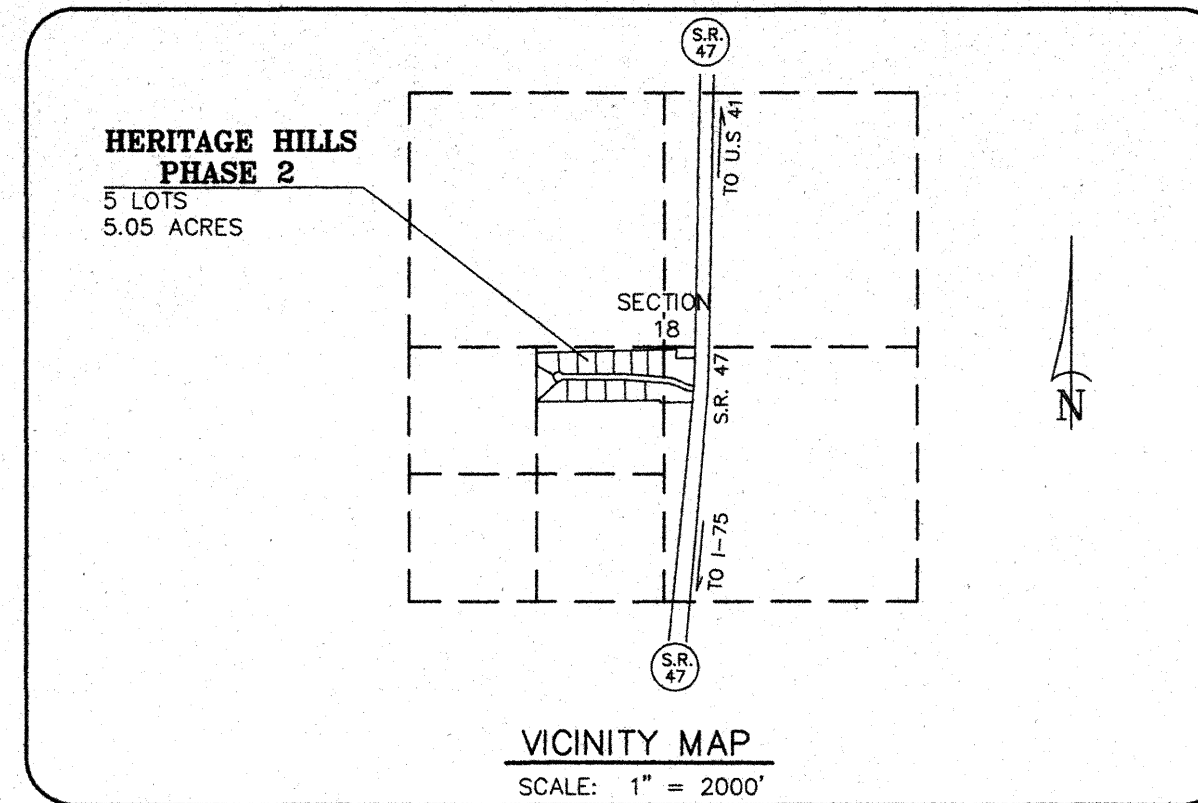 S.R.
47
TO U.S 41
HERITAGE HILLS
PHASE 2
5 LOTS
5.05 ACRES
SECTION
18
S.R. 47
N
TO I-75
S.R.
47
VICINITY MAP
SCALE: 1" = 2000'